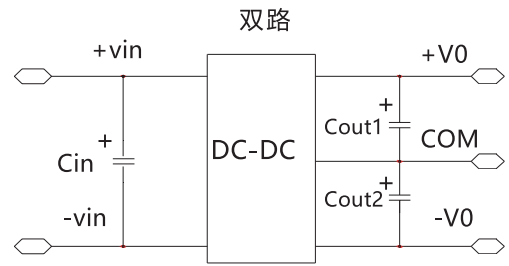 双路
+vin
+V0
+
Cout1
+
Cin
DC-DC
COM
+
Cout2
-vin
-V0